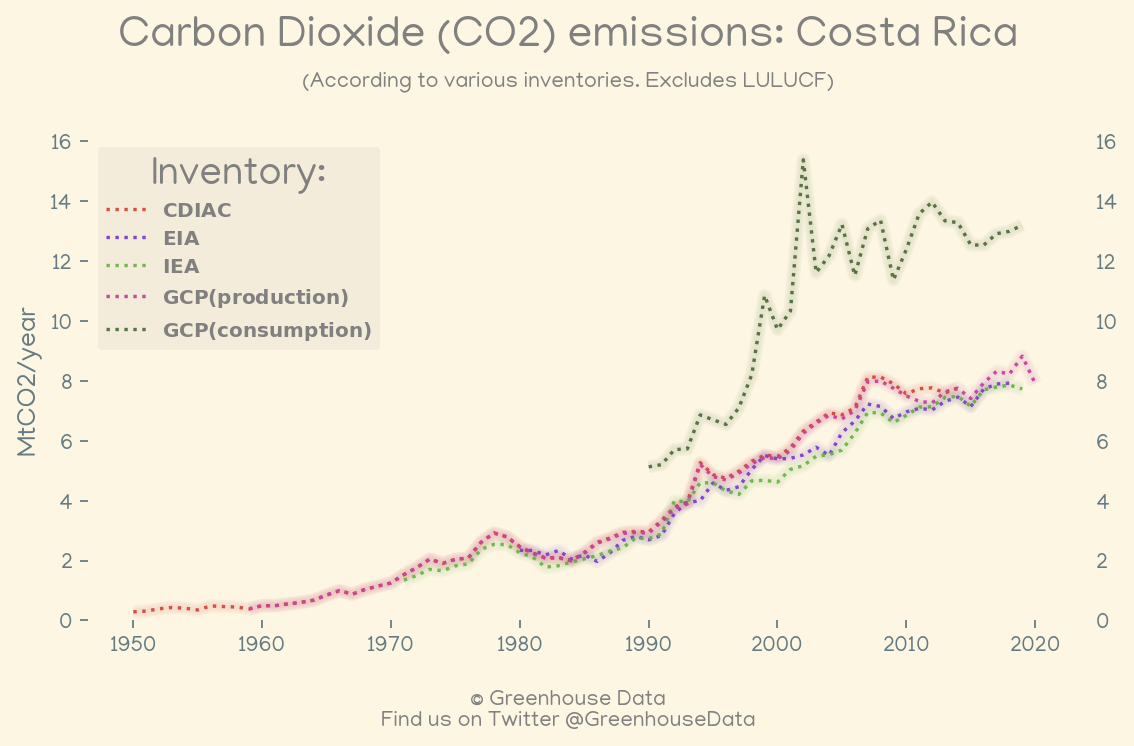 Carbon Dioxide (CO2) emissions: Costa Rica
(According to various inventories. Excludes LULUCF)
16
14
12
10
8
6
4
2
0
MtCO2/year
Inventory:
CDIAC
EIA
IEA
GCP(production)
GCP(consumption)
16
14
12
10
8
6
4
2
0
1950 1960 1970 1980 1990 2000 2010 2020
© Greenhouse Data
Find us on Twitter @GreenhouseData